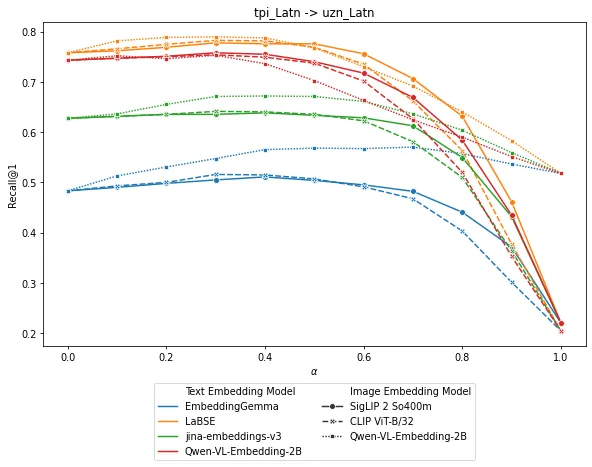 tpi_Latn -> uzn_Latn
0.8
0.7
0.6
0.5
0.4
0.3
0.2
Recall@1
0.0 0.2 0.4 0.6 0.8 1.0
α
Text Embedding Model Image Embedding Model
EmbeddingGemma SigLIP 2 So400m
LaBSE CLIP ViT-B/32
jina-embeddings-v3 Qwen-VL-Embedding-2B
Qwen-VL-Embedding-2B